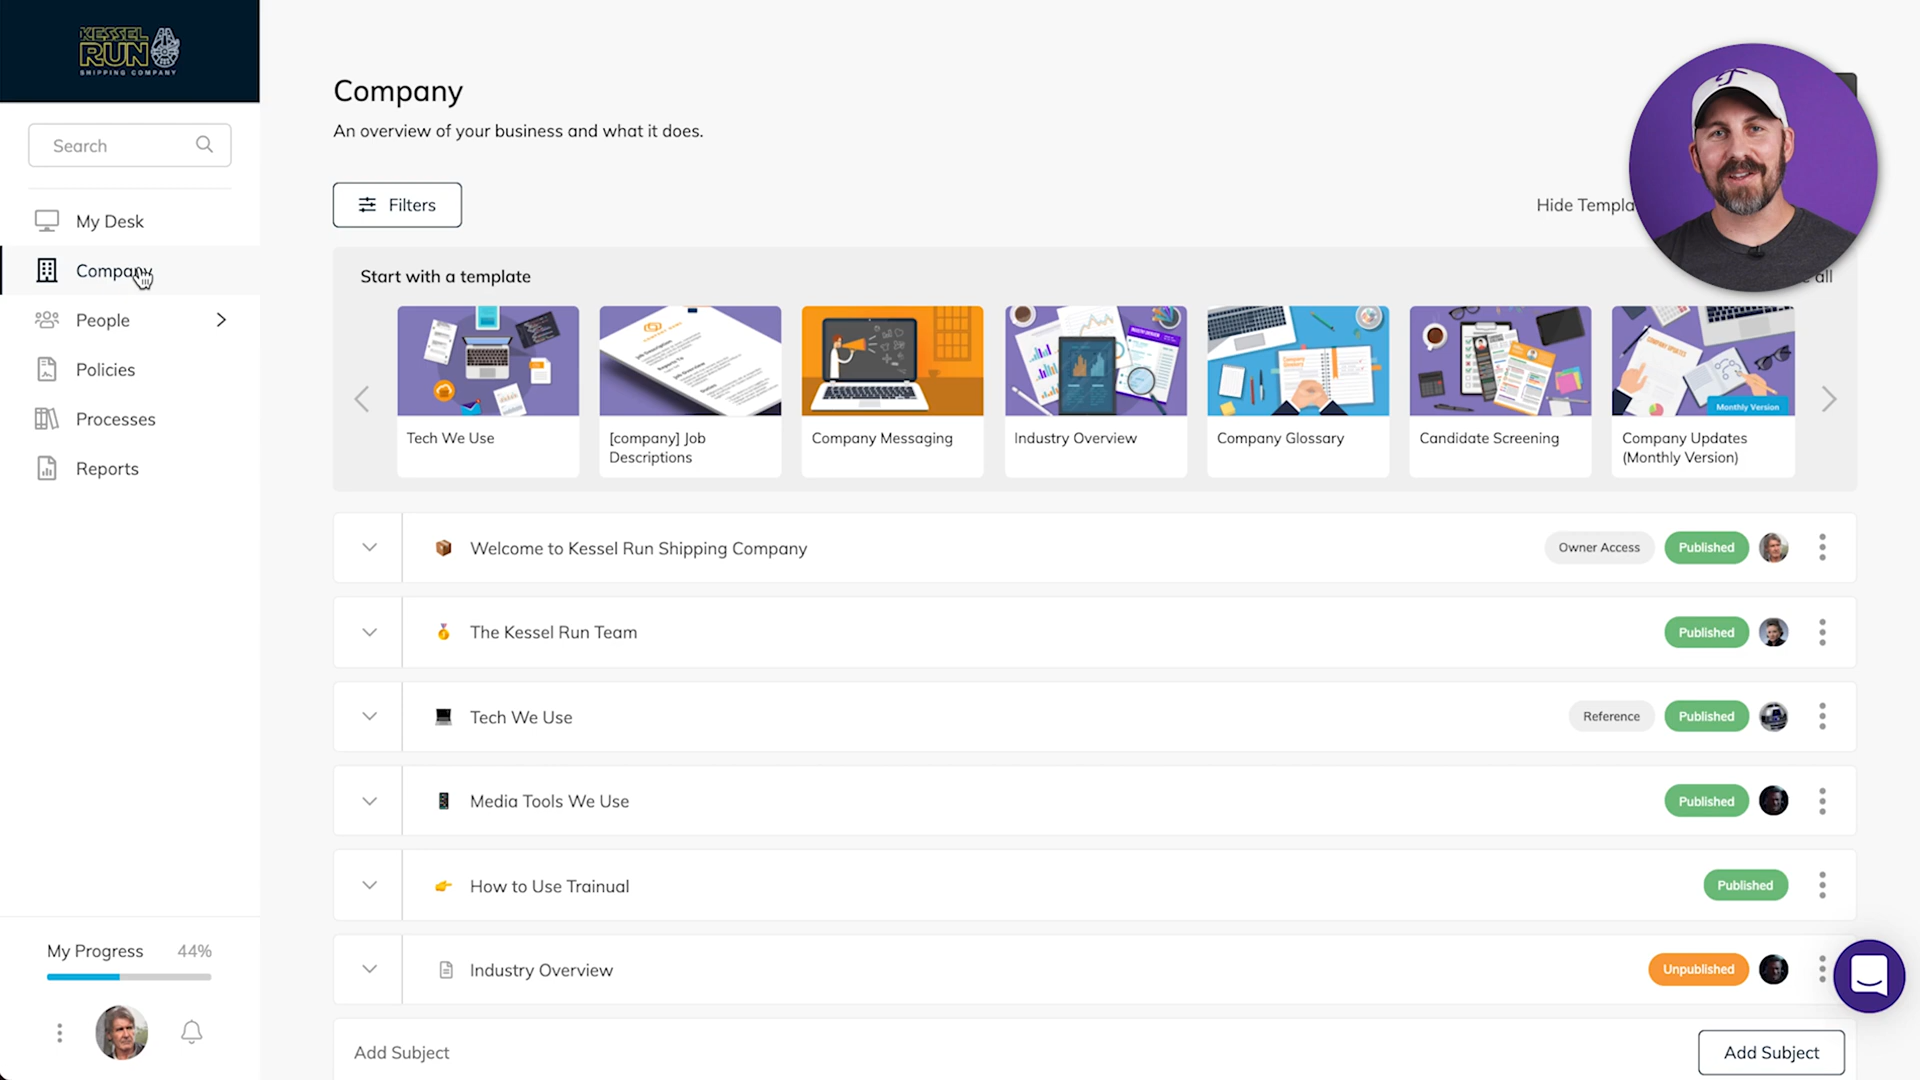 KESSEL
RUN
SHIPPING COMPANY
Search
My Desk
Company
People
Policies
Processes
Reports
My Progress 44%
Company
An overview of your business and what it does.
Filters
Hide Templa
Start with a template
all
Monthly Version
Tech We Use
[company] Job
Descriptions
Company Messaging
Industry Overview
Company Glossary
Candidate Screening
Company Updates
(Monthly Version)
Welcome to Kessel Run Shipping Company Owner Access Published
The Kessel Run Team Published
Tech We Use Reference Published
Media Tools We Use Published
How to Use Trainual Published
Industry Overview Unpublished
Add Subject Add Subject